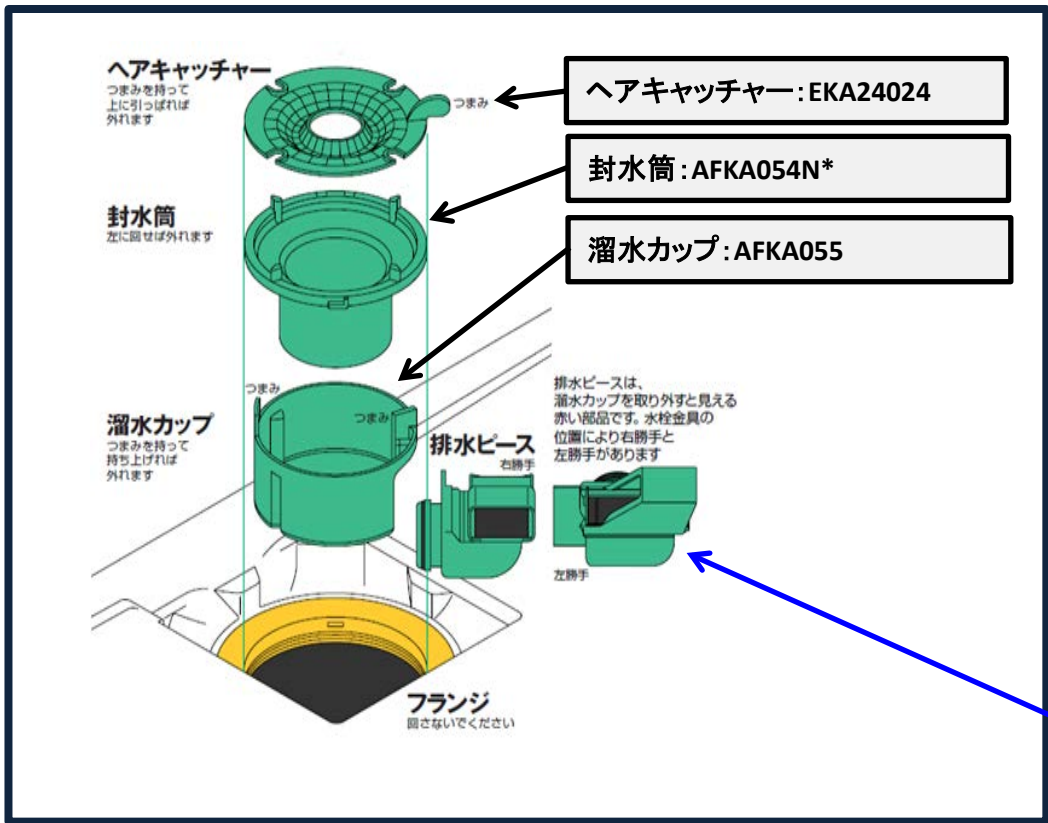 ヘアキャッチャー
つまみを持って
上に引っぱれば
外れます
つまみ
ヘアキャッチャー:EKA24024
封水筒:AFKA054N*
溜水カップ:AFKA055
封水筒
左に回せば外れます
つまみ
つまみ
溜水カップ
つまみを持って
持ち上げれば
外れます
排水ピース
右勝手
排水ピースは、
溜水カップを取り外すと見える
赤い部品です。水栓金具の
位置により右勝手と
左勝手があります
左勝手
フランジ
回さないでください